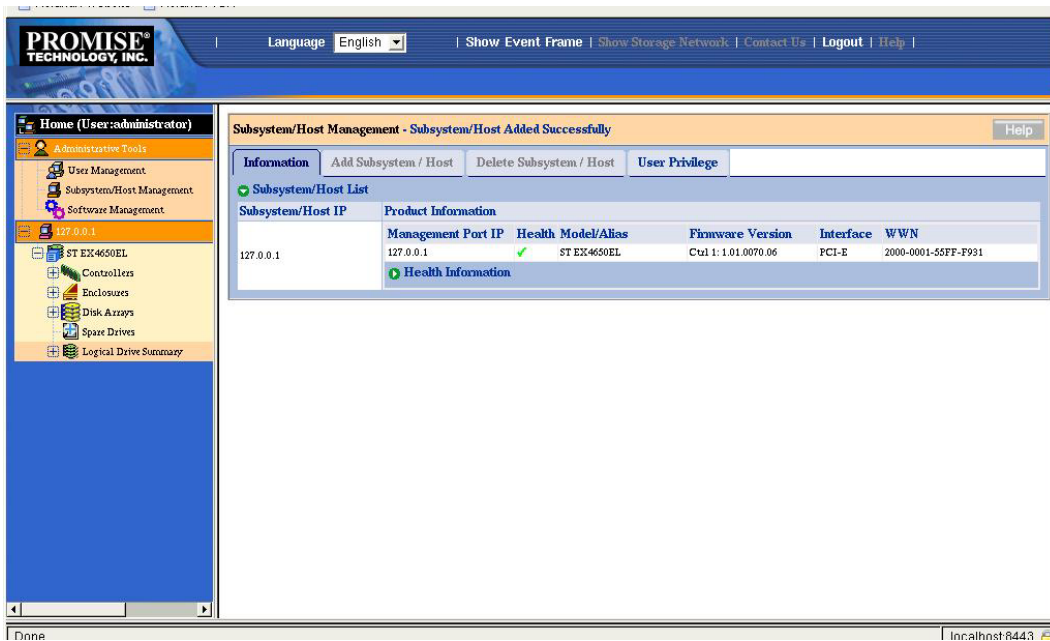 PROMISE®
TECHNOLOGY, INC.
| Language English | Show Event Frame | Show Storage Network | Contact Us | Logout | Help |
Home (User:administrator)
Administrative Tools
User Management
Subsystem/Host Management
Software Management
127.0.0.1
ST EX4650EL
Controllers
Enclosures
Disk Arrays
Spare Drives
Logical Drive Summary
Subsystem/Host Management - Subsystem/Host Added Successfully
Help
Information Add Subsystem / Host Delete Subsystem / Host User Privilege
Subsystem/Host List
Subsystem/Host IP Product Information
Management Port IP Health Model/Alias Firmware Version Interface WWN
127.0.0.1 127.0.0.1 ST EX4650EL Ctrl 1: 1.01.0070.06 PCI-E 2000-0001-55FF-F931
Health Information
Done localhost:8443